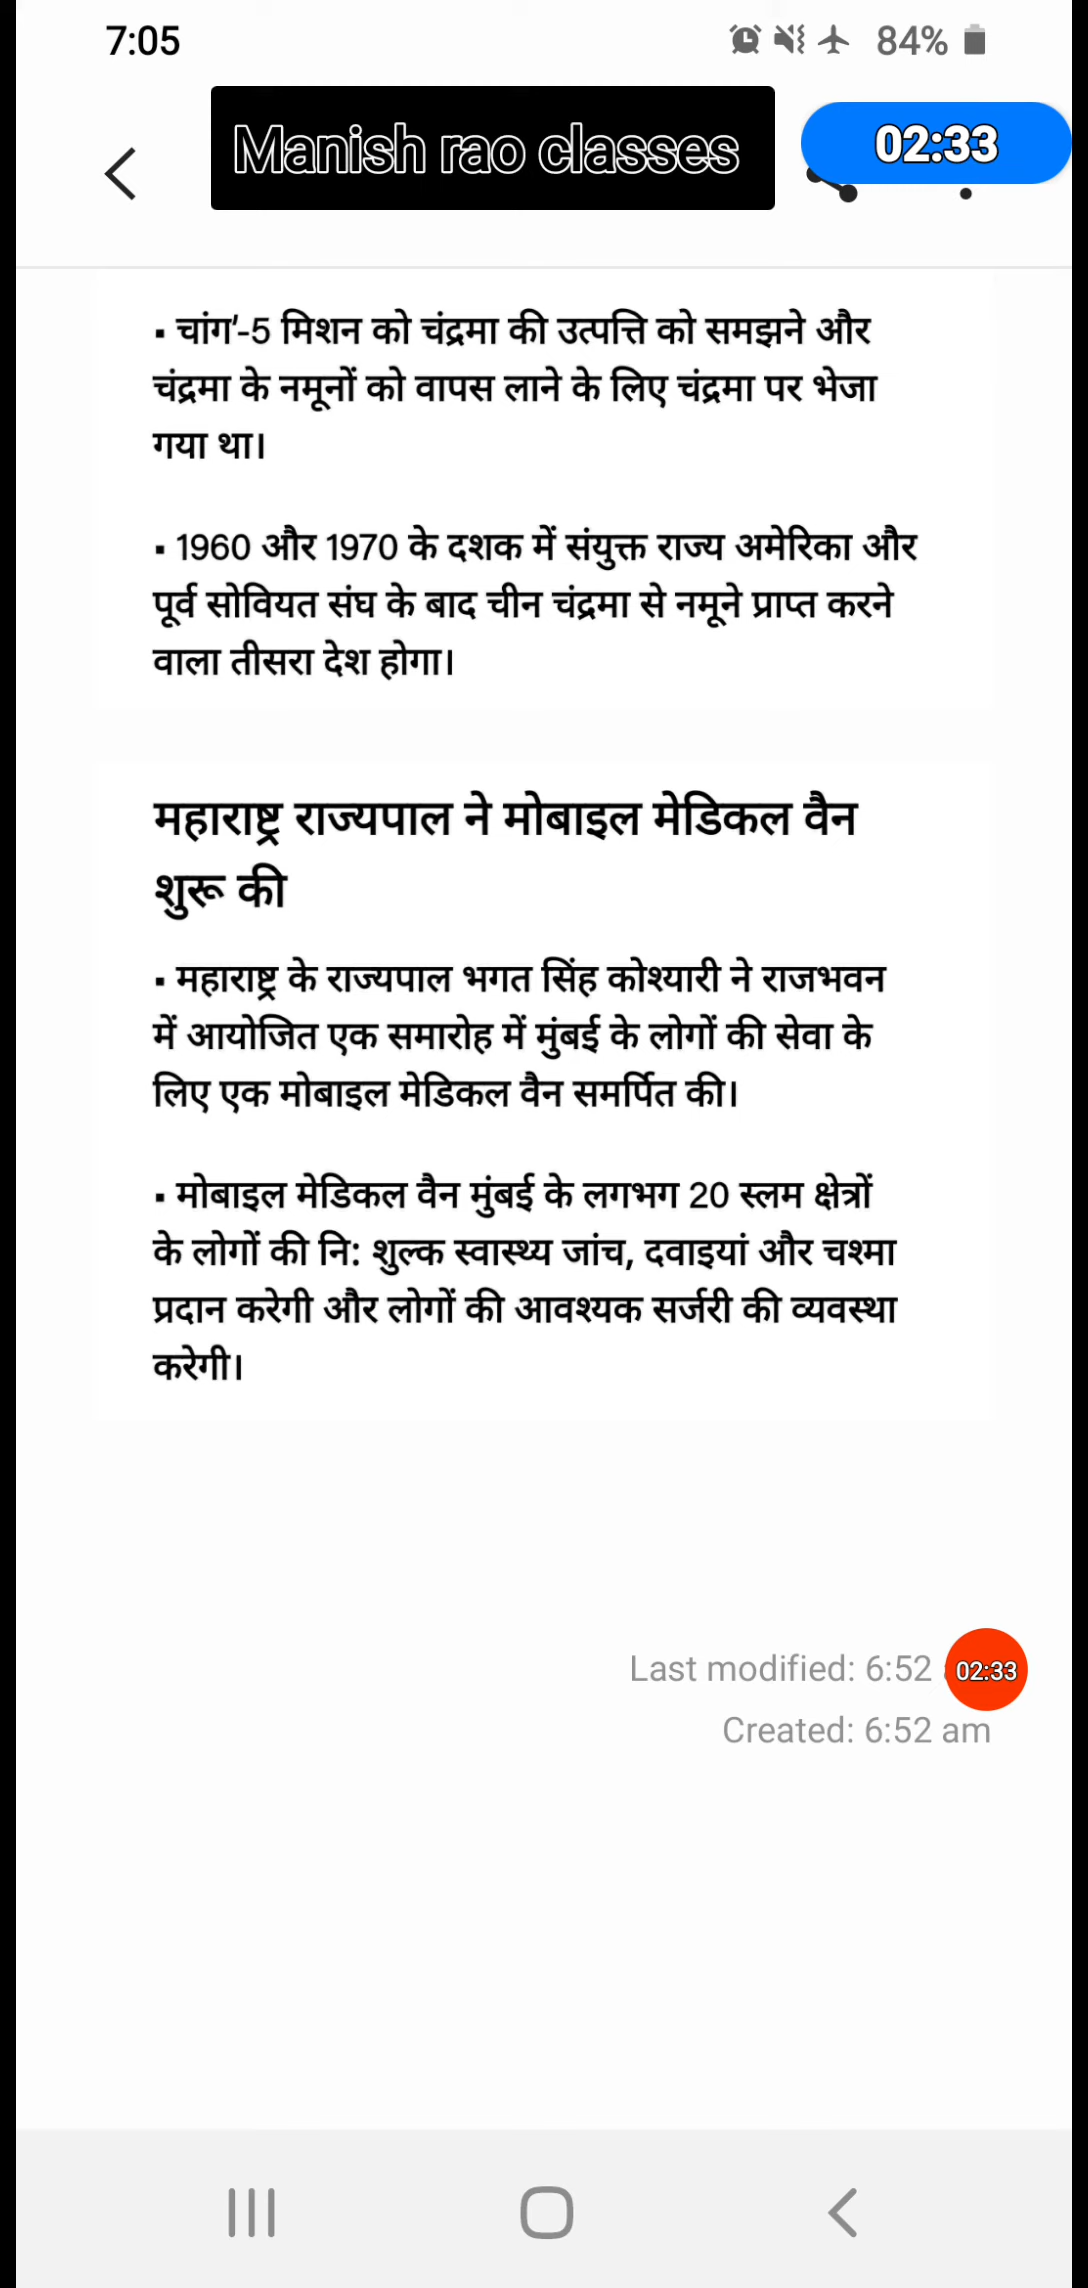 7:05
84%
Manish rao classes
02:33
▪ चांग’-5 मिशन को चंद्रमा की उत्पत्ति को समझने और
चंद्रमा के नमूनों को वापस लाने के लिए चंद्रमा पर भेजा
गया था।
▪ 1960 और 1970 के दशक में संयुक्त राज्य अमेरिका और
पूर्व सोवियत संघ के बाद चीन चंद्रमा से नमूने प्राप्त करने
वाला तीसरा देश होगा।
महाराष्ट्र राज्यपाल ने मोबाइल मेडिकल वैन
शुरू की
▪ महाराष्ट्र के राज्यपाल भगत सिंह कोश्यारी ने राजभवन
में आयोजित एक समारोह में मुंबई के लोगों की सेवा के
लिए एक मोबाइल मेडिकल वैन समर्पित की।
▪ मोबाइल मेडिकल वैन मुंबई के लगभग 20 स्लम क्षेत्रों
के लोगों की नि: शुल्क स्वास्थ्य जांच, दवाइयां और चश्मा
प्रदान करेगी और लोगों की आवश्यक सर्जरी की व्यवस्था
करेगी।
Last modified: 6:52
02:33
Created: 6:52 am